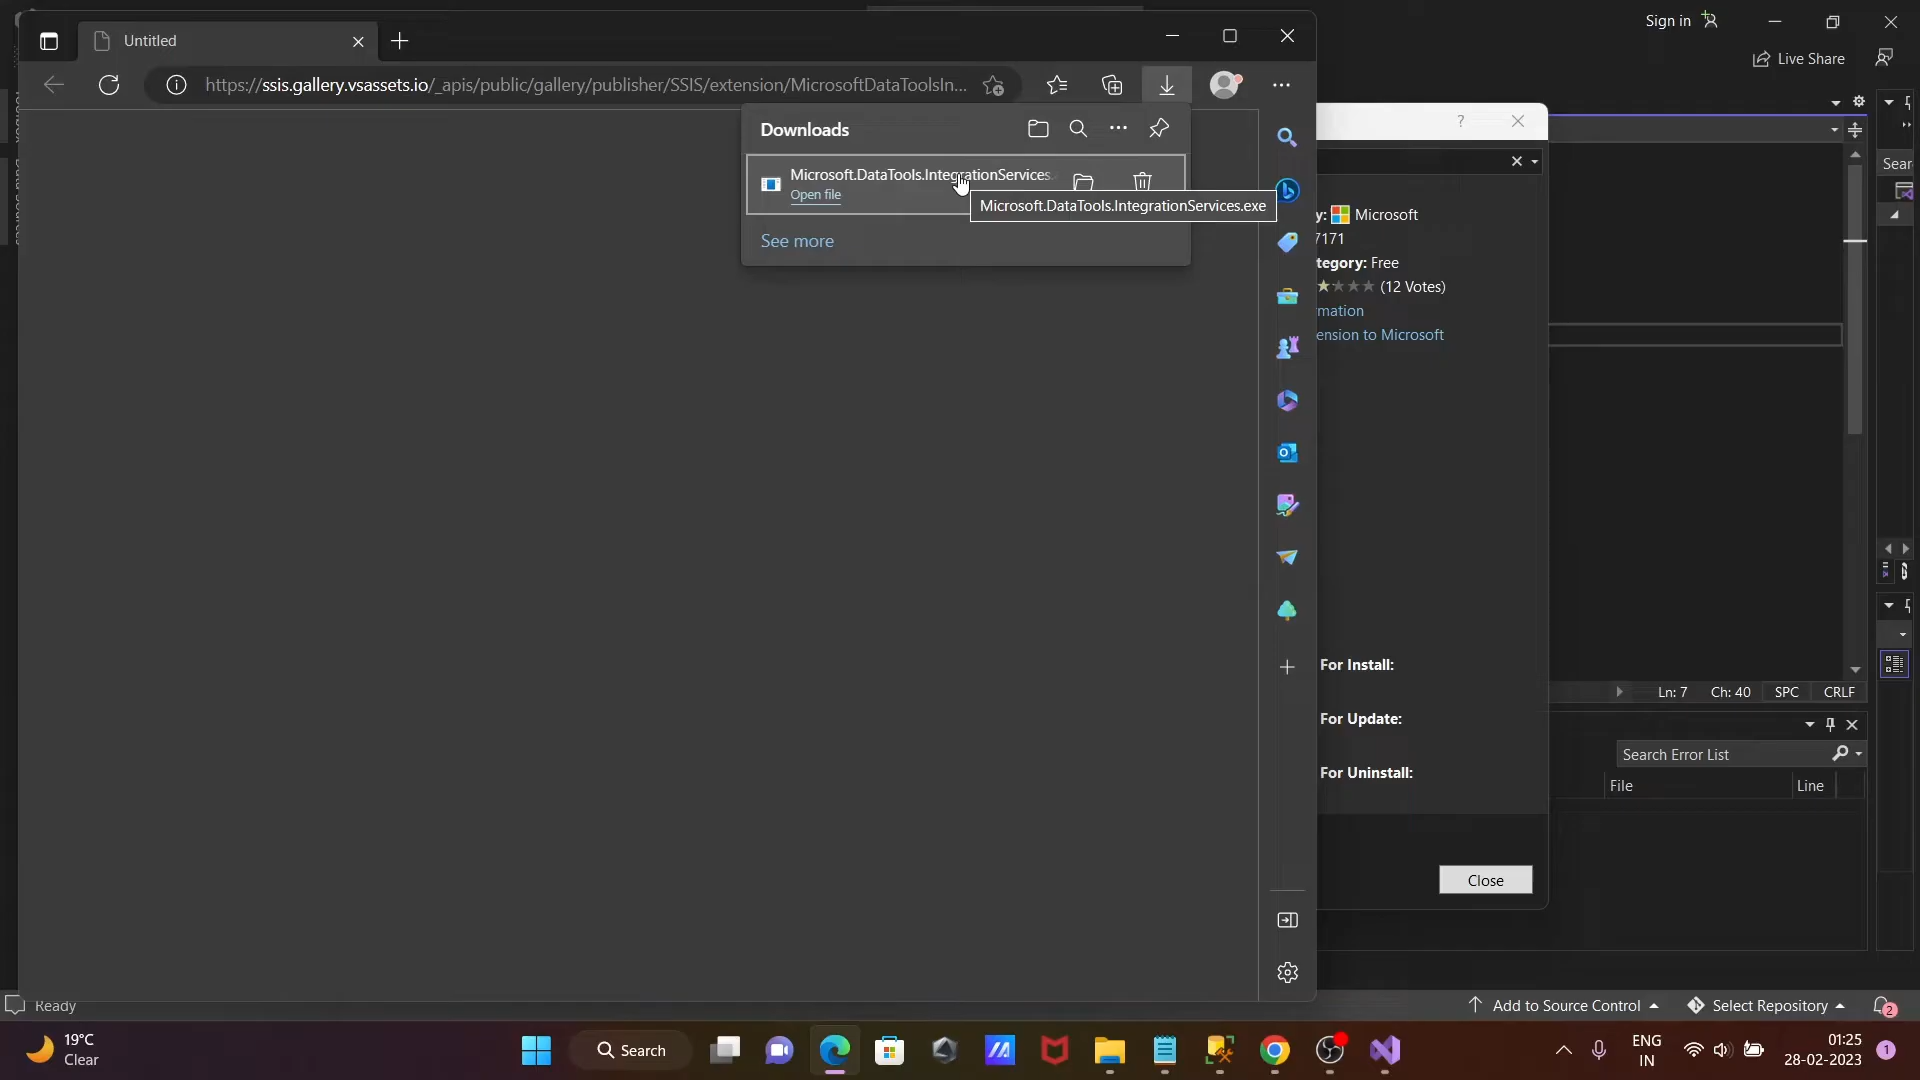 Untitled
Sign in
Live Share
https://ssis.gallery.vsassets.io/_apis/public/gallery/publisher/SSIS/extension/MicrosoftDataToolsIn...
Downloads
Microsoft.DataTools.IntegrationServices.
Open file
Microsoft.DataTools.IntegrationServices.exe
See more
?
Sear
y: Microsoft
7171
tegory: Free
(12 Votes)
rmation
ension to Microsoft
For Install:
For Update:
For Uninstall:
Close
Ln: 7 Ch: 40 SPC CRLF
Search Error List
File Line
Ready
Add to Source Control
Select Repository
2
19°C
Clear
Search
ENG
IN
01:25
28-02-2023
1